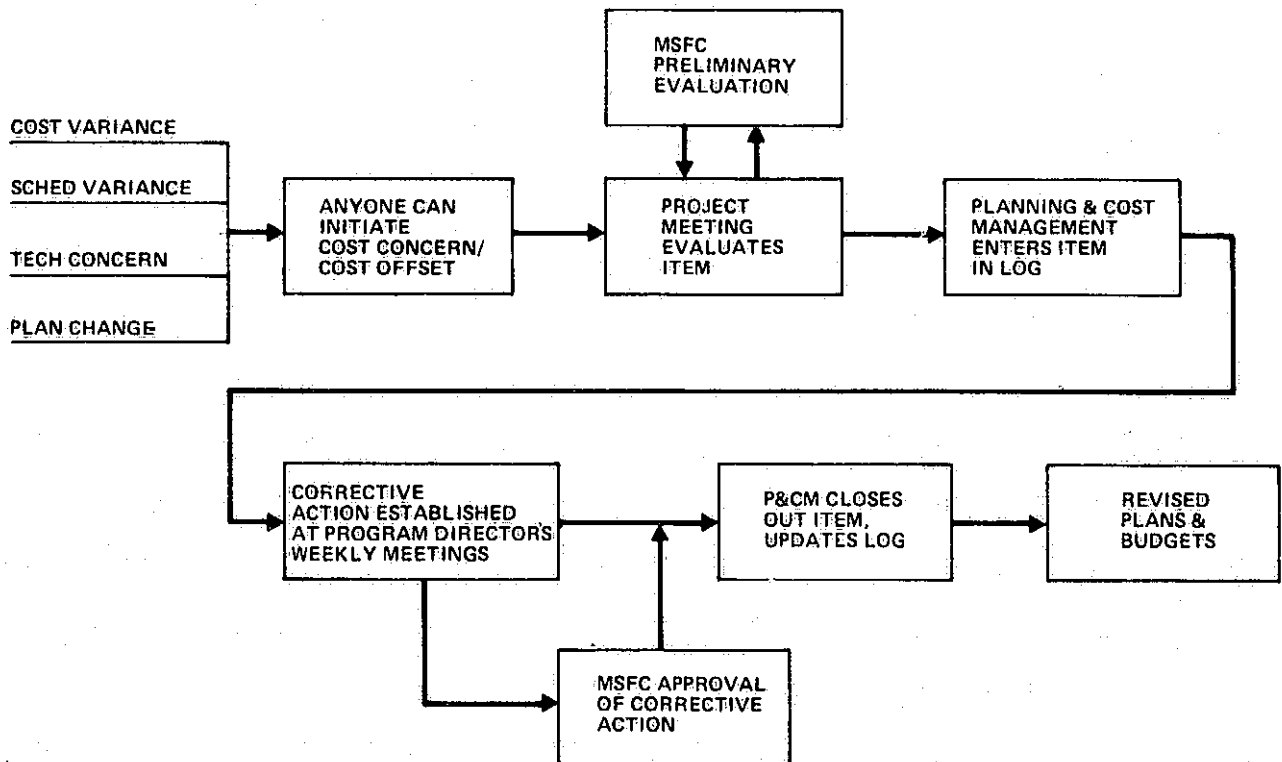 MSFC
PRELIMINARY
EVALUATION
COST VARIANCE
SCHED VARIANCE
TECH CONCERN
PLAN CHANGE
ANYONE CAN
INITIATE
COST CONCERN/
COST OFFSET
PROJECT
MEETING
EVALUATES
ITEM
PLANNING & COST
MANAGEMENT
ENTERS ITEM
IN LOG
CORRECTIVE
ACTION ESTABLISHED
AT PROGRAM DIRECTOR'S
WEEKLY MEETINGS
P&CM CLOSES
OUT ITEM,
UPDATES LOG
REVISED
PLANS &
BUDGETS
MSFC APPROVAL
OF CORRECTIVE
ACTION